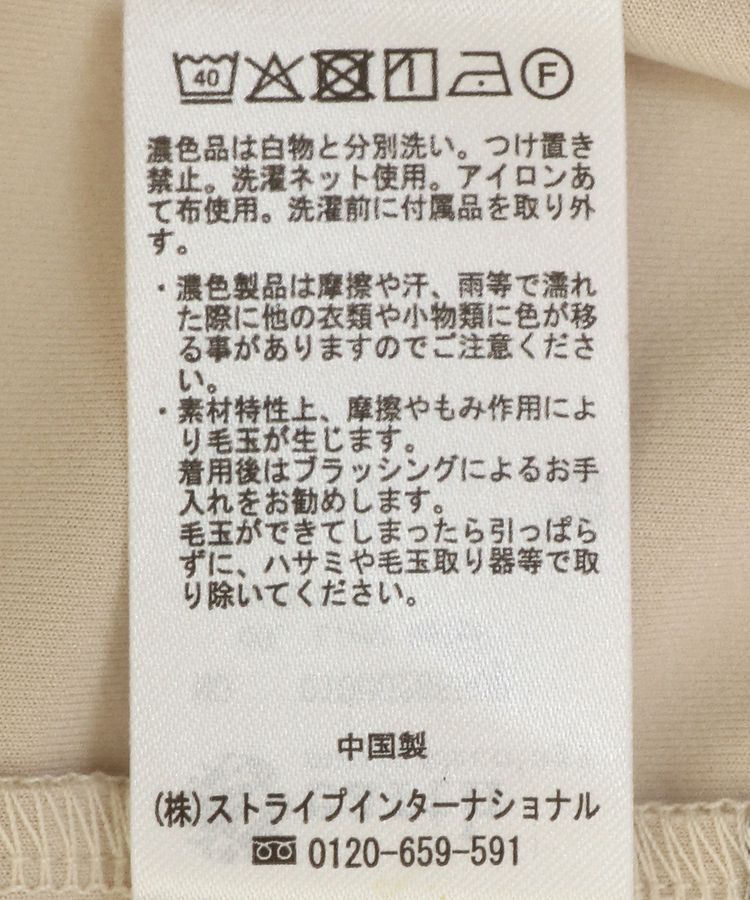 40 F
濃色品は白物と分別洗い。つけ置き
禁止。洗濯ネット使用。アイロンあ
て布使用。洗濯前に付属品を取り外
す。
・濃色製品は摩擦や汗、雨等で濡れ
た際に他の衣類や小物類に色が移
る事がありますのでご注意くださ
い。
・素材特性上、摩擦やもみ作用によ
り毛玉が生じます。
着用後はブラッシングによるお手
入れをお勧めします。
毛玉ができてしまったら引っぱら
ずに、ハサミや毛玉取り器等で取
り除いてください。
中国製
(株)ストライプインターナショナル
0120-659-591